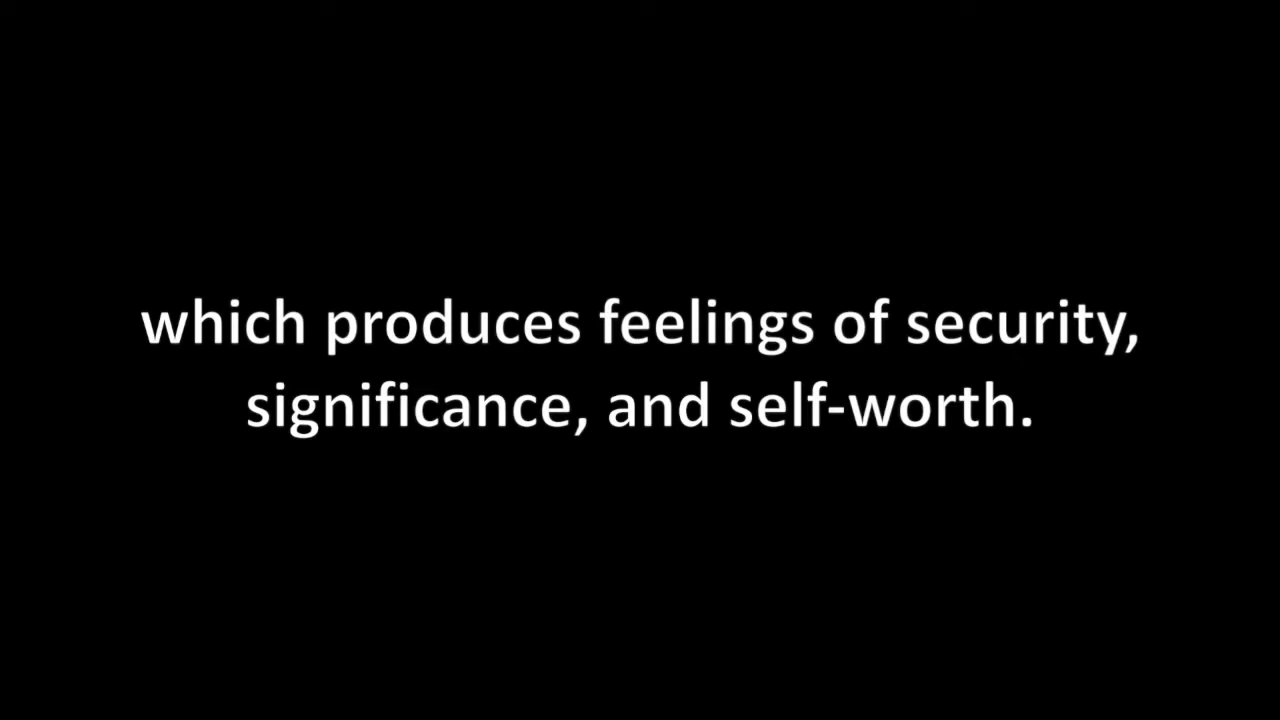 which produces feelings of security,
significance, and self-worth.